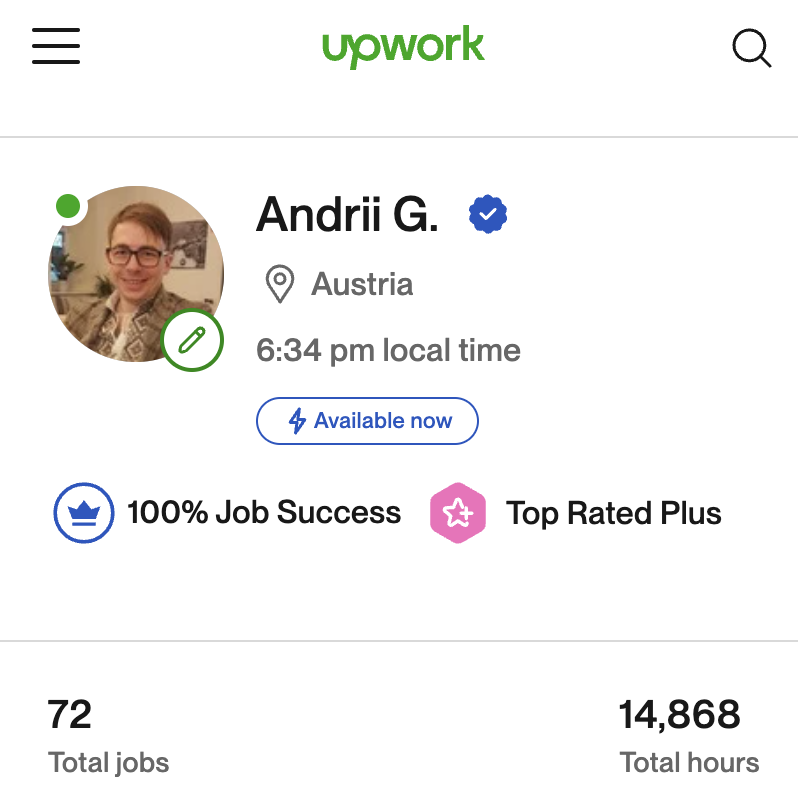 upwork
Andrii G.
Austria
6:34 pm local time
Available now
100% Job Success
Top Rated Plus
72
14,868
Total jobs
Total hours